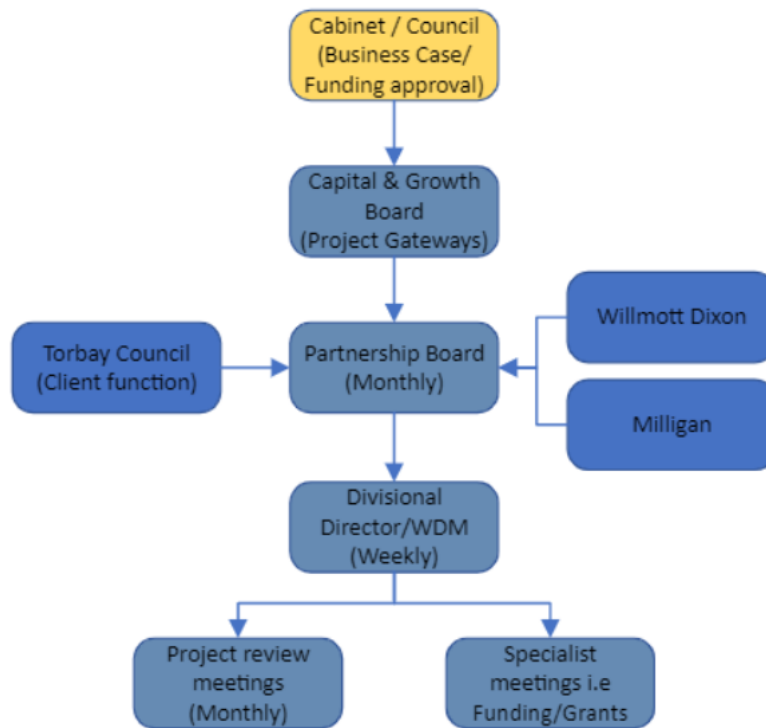 Cabinet / Council
(Business Case/
Funding approval)
Capital & Growth
Board
(Project Gateways)
Torbay Council
(Client function)
Partnership Board
(Monthly)
Willmott Dixon
Milligan
Divisional
Director/WDM
(Weekly)
Project review
meetings
(Monthly)
Specialist
meetings i.e
Funding/Grants